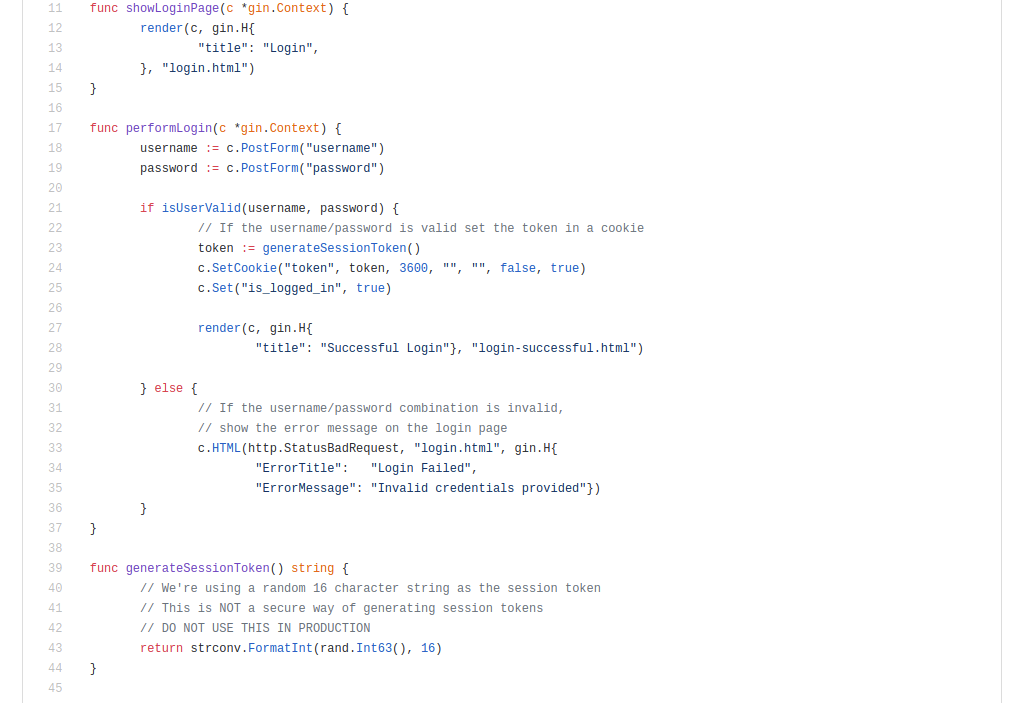 11 func showLoginPage(c *gin.Context) {
12 render(c, gin.H{
13 "title": "Login",
14 }, "login.html")
15 }
16
17 func performLogin(c *gin.Context) {
18 username := c.PostForm("username")
19 password := c.PostForm("password")
20
21 if isUserValid(username, password) {
22 // If the username/password is valid set the token in a cookie
23 token := generateSessionToken()
24 c.SetCookie("token", token, 3600, "", "", false, true)
25 c.Set("is_logged_in", true)
26
27 render(c, gin.H{
28 "title": "Successful Login"}, "login-successful.html")
29
30 } else {
31 // If the username/password combination is invalid,
32 // show the error message on the login page
33 c.HTML(http.StatusBadRequest, "login.html", gin.H{
34 "ErrorTitle":   "Login Failed",
35 "ErrorMessage": "Invalid credentials provided"})
36 }
37 }
38
39 func generateSessionToken() string {
40 // We're using a random 16 character string as the session token
41 // This is NOT a secure way of generating session tokens
42 // DO NOT USE THIS IN PRODUCTION
43 return strconv.FormatInt(rand.Int63(), 16)
44 }
45